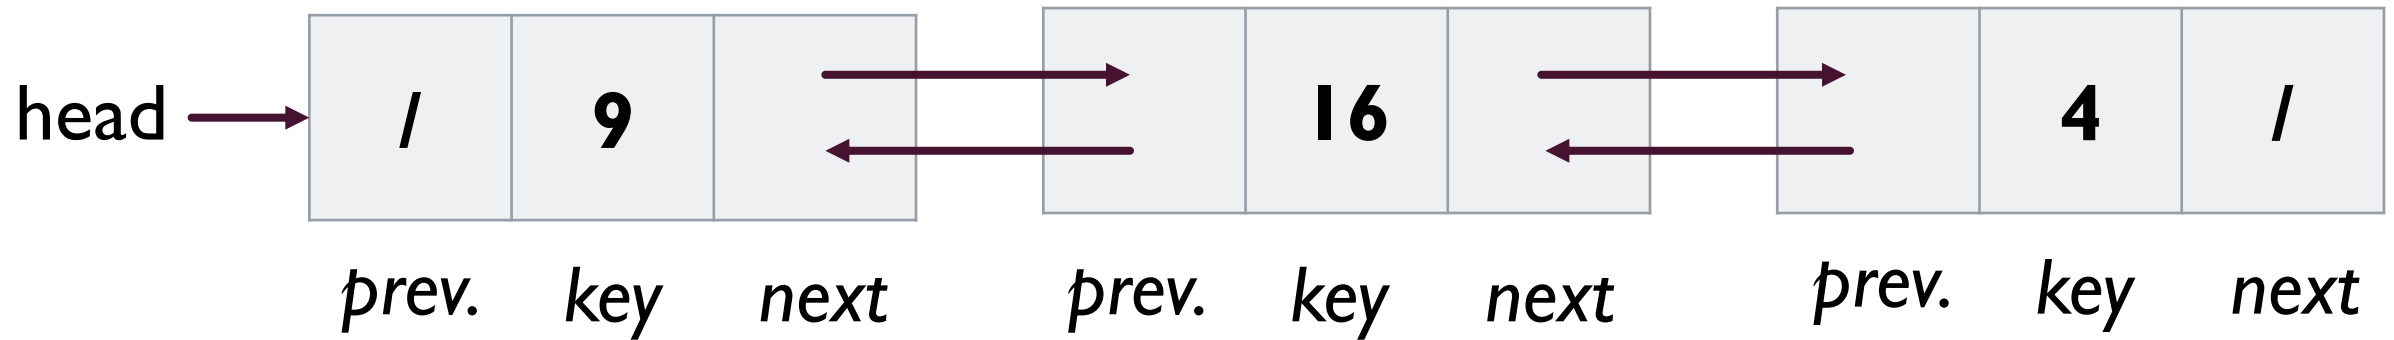 head / 9 16 4 /
prev. key next prev. key next prev. key next